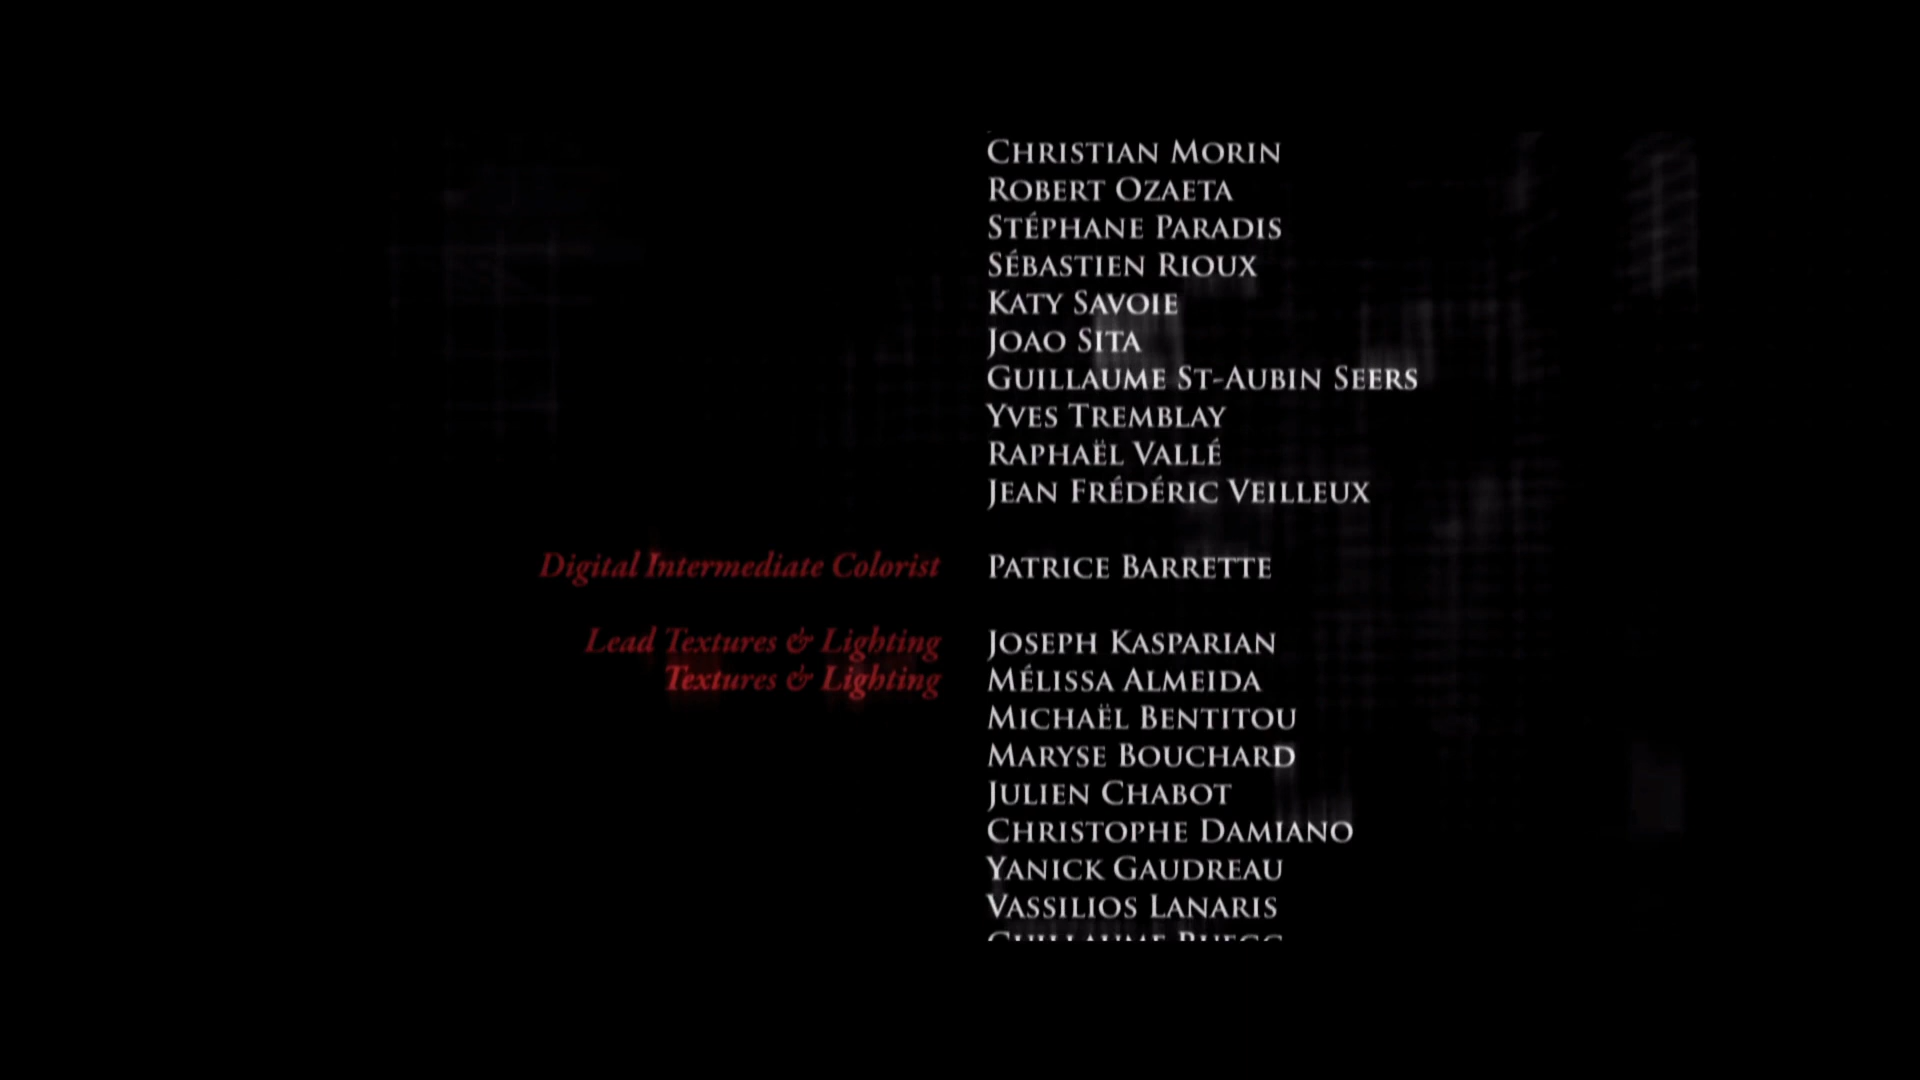 CHRISTIAN MORIN
ROBERT OZAETA
STÉPHANE PARADIS
SÉBASTIEN RIOUX
KATY SAVOIE
JOAO SITA
GUILLAUME ST-AUBIN SEERS
YVES TREMBLAY
RAPHAËL VALLÉ
JEAN FRÉDÉRIC VEILLEUX
Digital Intermediate Colorist PATRICE BARRETTE
Lead Textures & Lighting JOSEPH KASPARIAN
Textures & Lighting MÉLISSA ALMEIDA
MICHAËL BENTITOU
MARYSE BOUCHARD
JULIEN CHABOT
CHRISTOPHE DAMIANO
YANICK GAUDREAU
VASSILIOS LANARIS
GUILLAUME